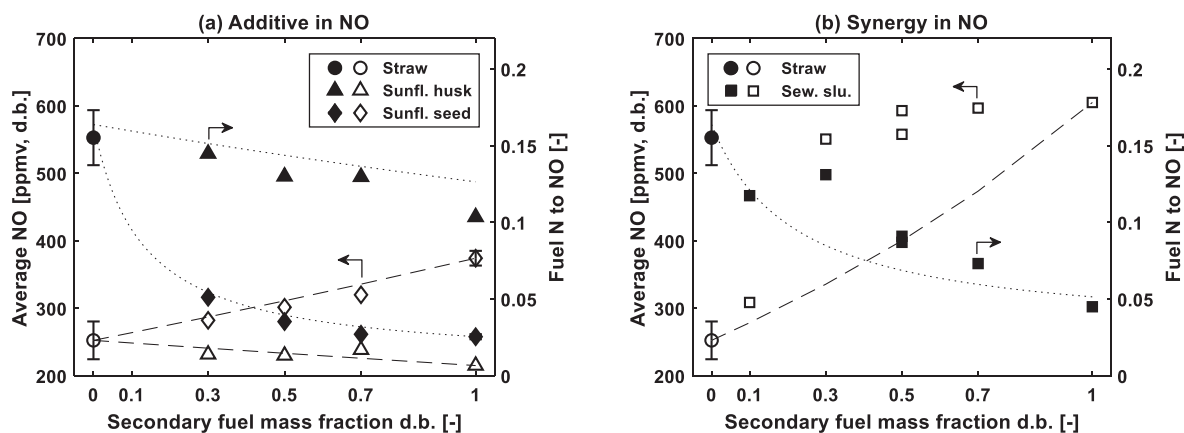 (a) Additive in NO
700
600
500
400
300
200
Average NO [ppmv, d.b.]
Straw
Sunfl. husk
Sunfl. seed
0.2
0.15
0.1
0.05
0
Fuel N to NO [-]
0 0.1 0.3 0.5 0.7 1
Secondary fuel mass fraction d.b. [-]
(b) Synergy in NO
700
600
500
400
300
200
Average NO [ppmv, d.b.]
Straw
Sew. slu.
0.2
0.15
0.1
0.05
0
Fuel N to NO [-]
0 0.1 0.3 0.5 0.7 1
Secondary fuel mass fraction d.b. [-]